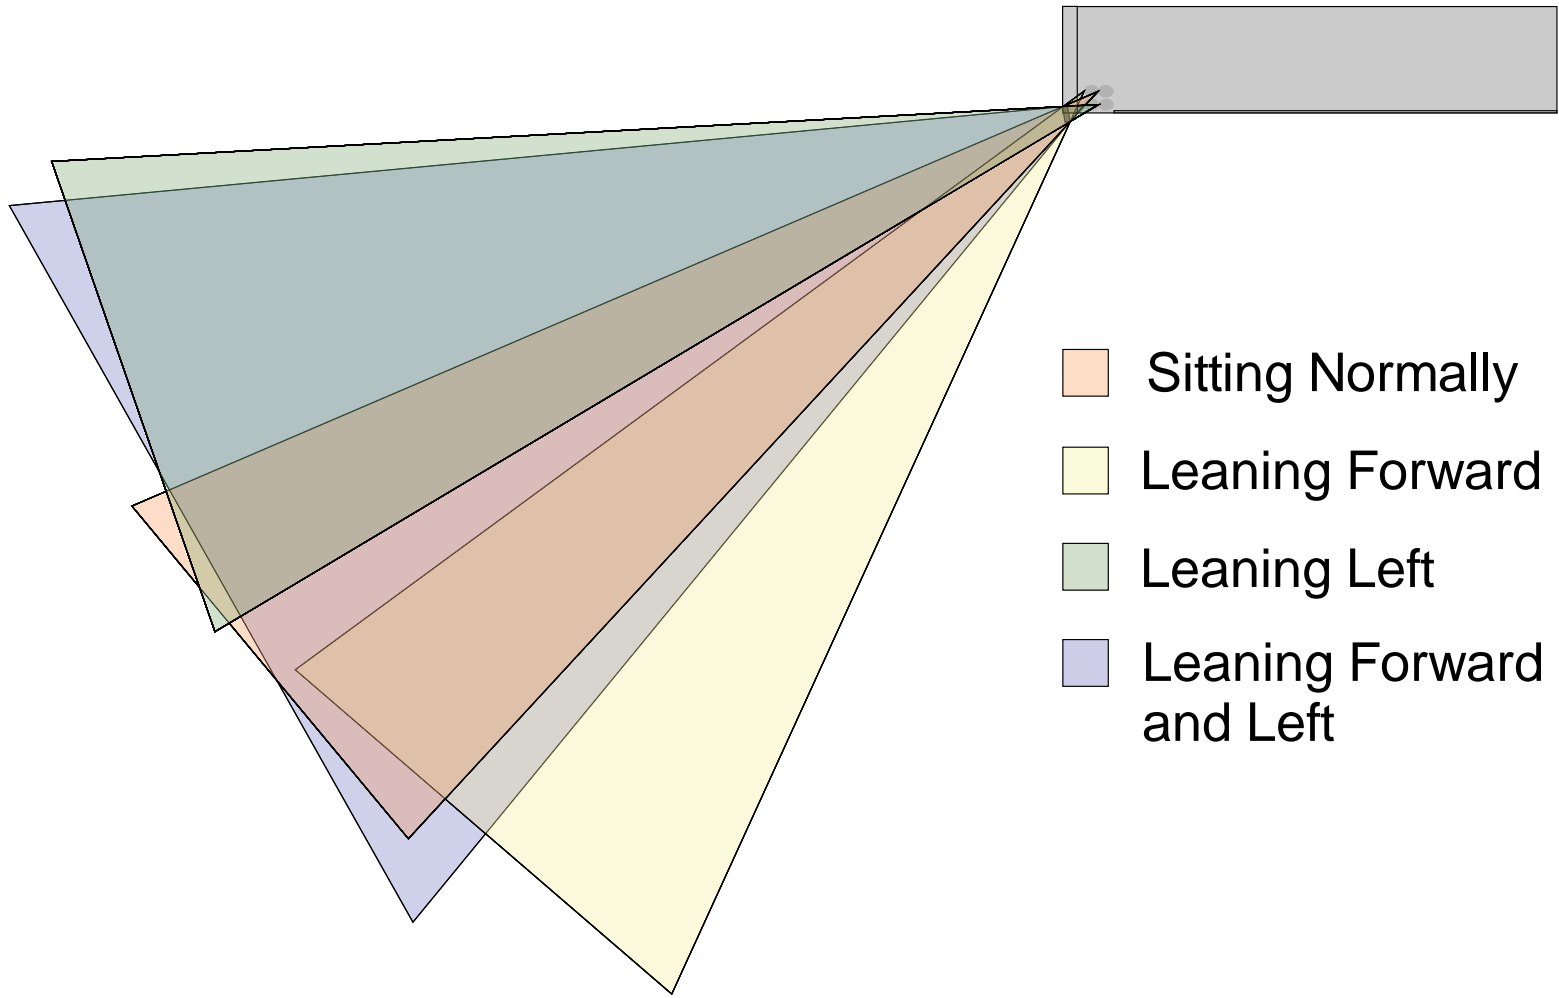 Sitting Normally
Leaning Forward
Leaning Left
Leaning Forward
and Left